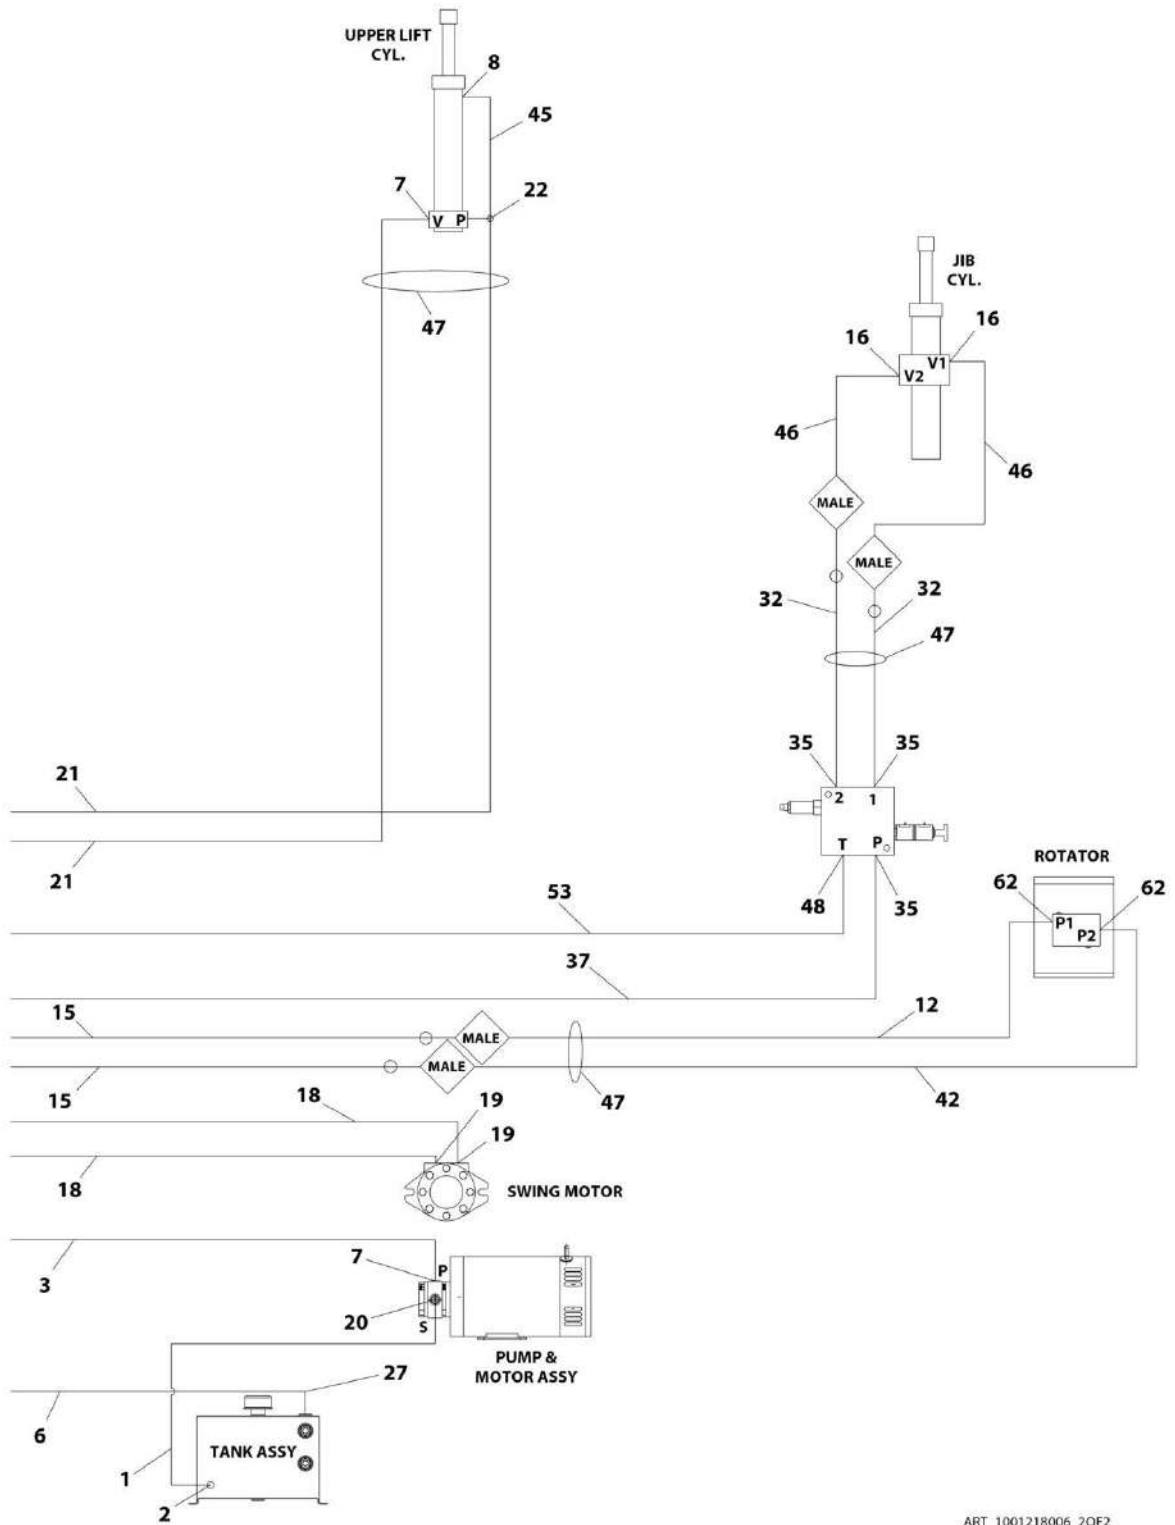 UPPER LIFT
CYL.
8
45
7
22
V P
47
JIB
CYL.
16
16
V1
V2
46
46
MALE
MALE
32
32
47
35
35
21
2 1
T P
21
ROTATOR
53
48
35
62
62
P1
P2
37
15
12
MALE
MALE
15
47
42
18
19
19
18
SWING MOTOR
3
7
P
20
S
PUMP &
MOTOR ASSY
27
6
TANK ASSY
1
2
ART_1001218006_2OF2